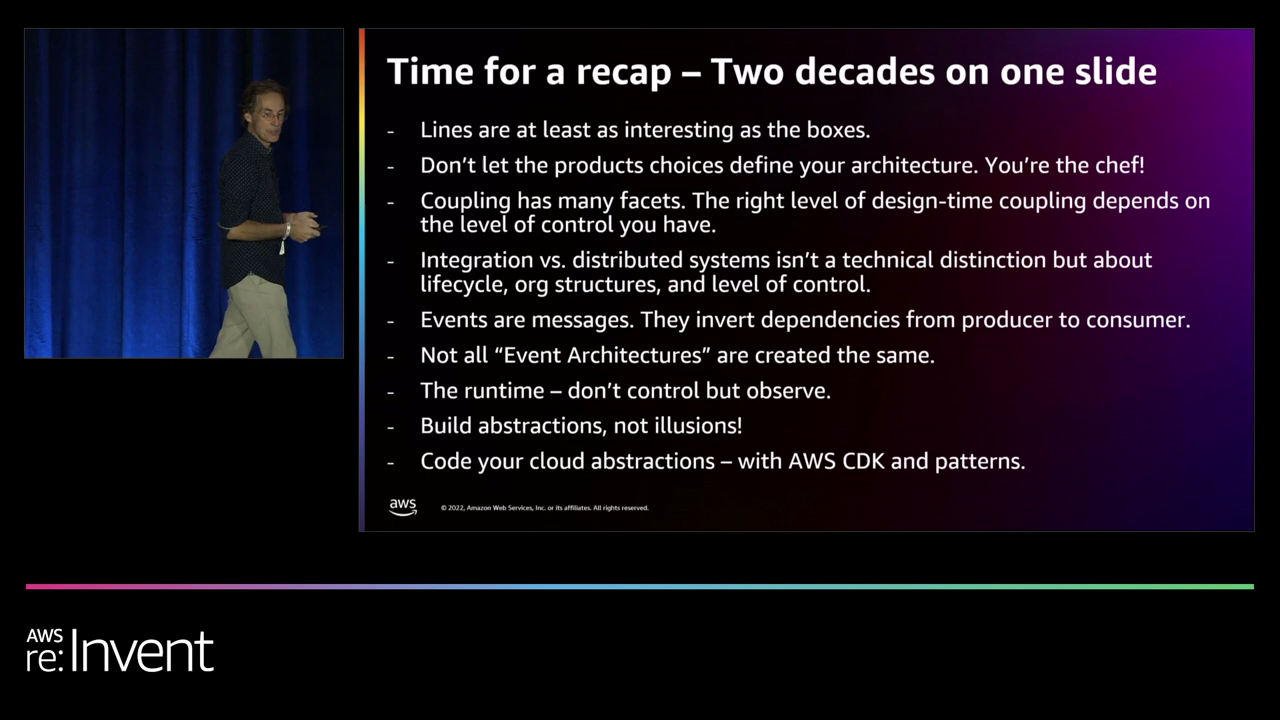 Time for a recap – Two decades on one slide
- Lines are at least as interesting as the boxes.
- Don’t let the products choices define your architecture. You’re the chef!
- Coupling has many facets. The right level of design-time coupling depends on
the level of control you have.
- Integration vs. distributed systems isn’t a technical distinction but about
lifecycle, org structures, and level of control.
- Events are messages. They invert dependencies from producer to consumer.
- Not all “Event Architectures” are created the same.
- The runtime – don’t control but observe.
- Build abstractions, not illusions!
- Code your cloud abstractions – with AWS CDK and patterns.
aws
© 2022, Amazon Web Services, Inc. or its affiliates. All rights reserved.
AWS
re:Invent